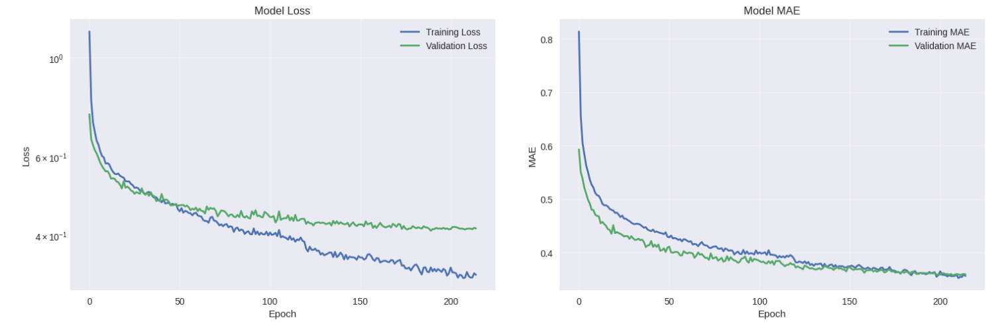 Model Loss
Training Loss
Validation Loss
10⁰
6 × 10⁻¹
4 × 10⁻¹
Loss
0 50 100 150 200
Epoch
Model MAE
Training MAE
Validation MAE
0.8
0.7
0.6
0.5
0.4
MAE
0 50 100 150 200
Epoch